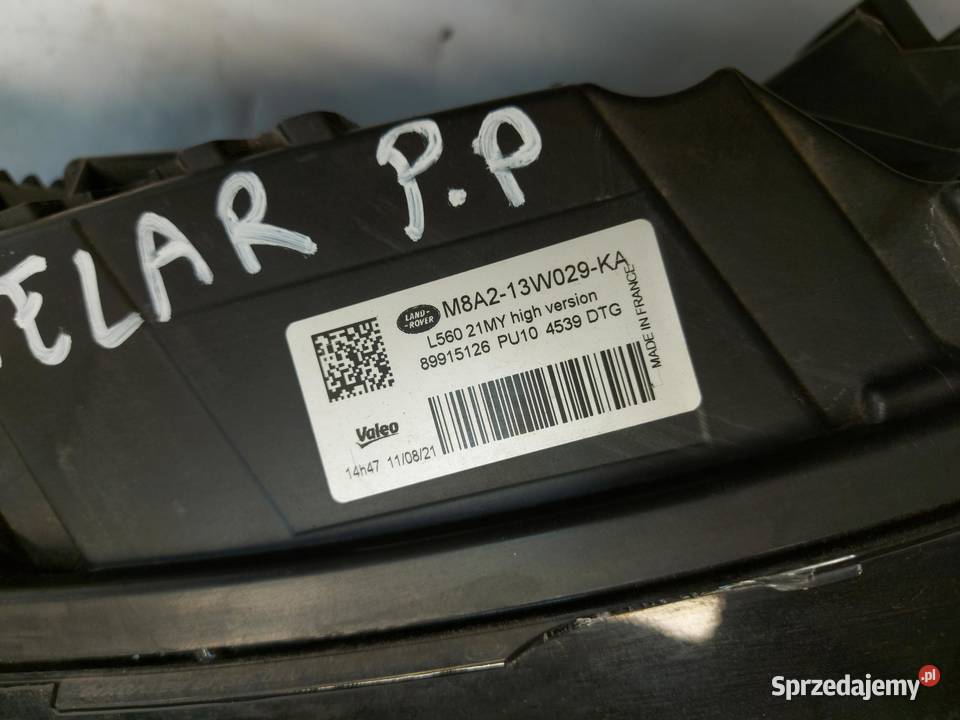 ELAR P.P
LAND-
-ROVER
M8A2-13W029-KA
L560 21MY high version
89915126 PU10 4539 DTG
MADE IN FRANCE
Valeo
14h47 11/08/21
Sprzedajemy.pl